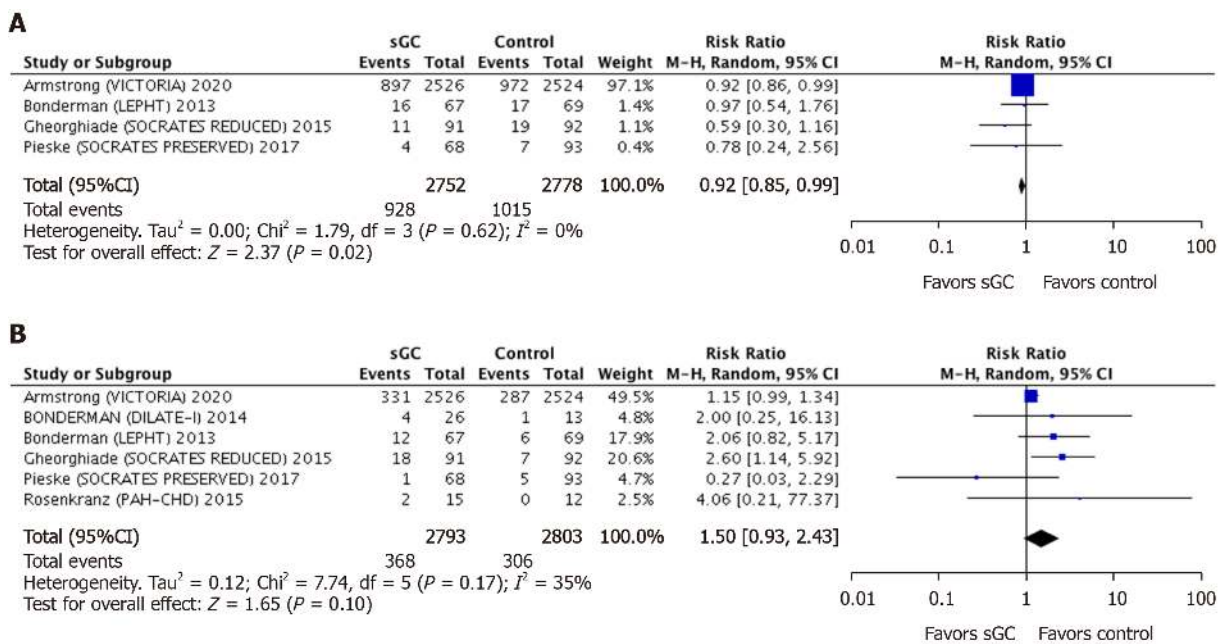 A
sGC Control Risk Ratio Risk Ratio
Study or Subgroup Events Total Events Total Weight M-H, Random, 95% CI M-H, Random, 95% CI
Armstrong (VICTORIA) 2020 897 2526 972 2524 97.1% 0.92 [0.86, 0.99]
Bonderman (LEPHT) 2013 16 67 17 69 1.4% 0.97 [0.54, 1.76]
Gheorghiade (SOCRATES REDUCED) 2015 11 91 19 92 1.1% 0.59 [0.30, 1.16]
Pieske (SOCRATES PRESERVED) 2017 4 68 7 93 0.4% 0.78 [0.24, 2.56]
Total (95%CI) 2752 2778 100.0% 0.92 [0.85, 0.99]
Total events 928 1015
Heterogeneity. Tau² = 0.00; Chi² = 1.79, df = 3 (P = 0.62); I² = 0%
Test for overall effect: Z = 2.37 (P = 0.02)
0.01 0.1 1 10 100
Favors sGC Favors control
B
sGC Control Risk Ratio Risk Ratio
Study or Subgroup Events Total Events Total Weight M-H, Random, 95% CI M-H, Random, 95% CI
Armstrong (VICTORIA) 2020 331 2526 287 2524 49.5% 1.15 [0.99, 1.34]
BONDERMAN (DILATE-I) 2014 4 26 1 13 4.8% 2.00 [0.25, 16.13]
Bonderman (LEPHT) 2013 12 67 6 69 17.9% 2.06 [0.82, 5.17]
Gheorghiade (SOCRATES REDUCED) 2015 18 91 7 92 20.6% 2.60 [1.14, 5.92]
Pieske (SOCRATES PRESERVED) 2017 1 68 5 93 4.7% 0.27 [0.03, 2.29]
Rosenkranz (PAH-CHD) 2015 2 15 0 12 2.5% 4.06 [0.21, 77.37]
Total (95%CI) 2793 2803 100.0% 1.50 [0.93, 2.43]
Total events 368 306
Heterogeneity. Tau² = 0.12; Chi² = 7.74, df = 5 (P = 0.17); I² = 35%
Test for overall effect: Z = 1.65 (P = 0.10)
0.01 0.1 1 10 100
Favors sGC Favors control